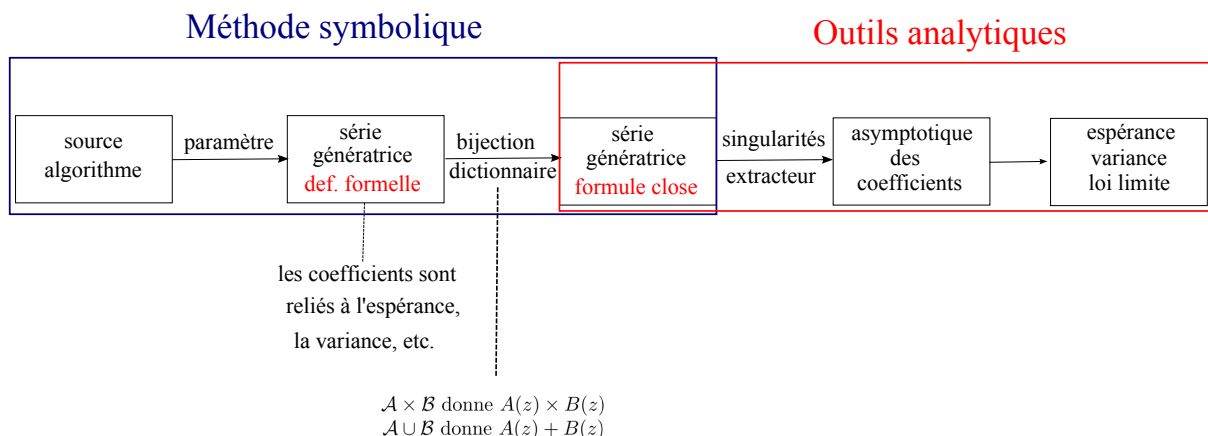 Méthode symbolique
Outils analytiques
source
algorithme
paramètre
série
génératrice
def. formelle
bijection
dictionnaire
série
génératrice
formule close
singularités
extracteur
asymptotique
des
coefficients
espérance
variance
loi limite
les coefficients sont
reliés à l'espérance,
la variance, etc.
𝒜 × ℬ donne A(z) × B(z)
𝒜 ∪ ℬ donne A(z) + B(z)